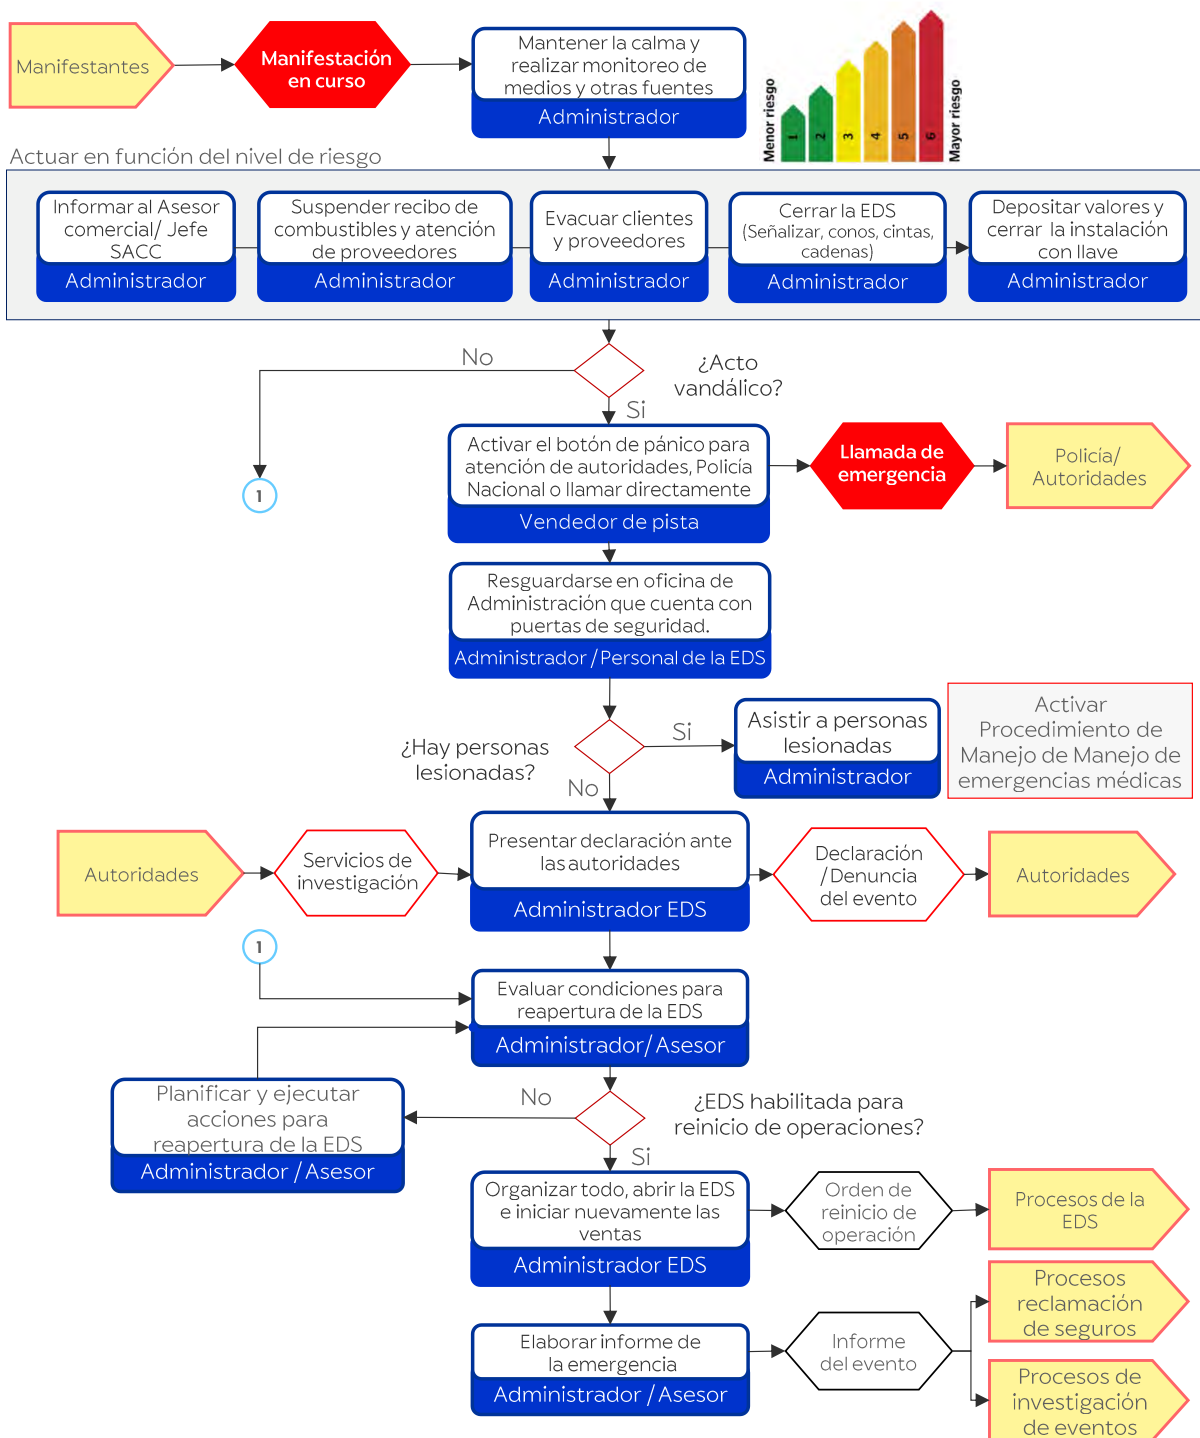 Manifestantes
Manifestación
en curso
Mantener la calma y
realizar monitoreo de
medios y otras fuentes
Administrador
Menor riesgo
1
2
3
4
5
6
Mayor riesgo
Actuar en función del nivel de riesgo
Informar al Asesor
comercial/ Jefe
SACC
Administrador
Suspender recibo de
combustibles y atención
de proveedores
Administrador
Evacuar clientes
y proveedores
Administrador
Cerrar la EDS
(Señalizar, conos, cintas,
cadenas)
Administrador
Depositar valores y
cerrar la instalación
con llave
Administrador
No
¿Acto
vandálico?
Si
1
Activar el botón de pánico para
atención de autoridades, Policía
Nacional o llamar directamente
Vendedor de pista
Llamada de
emergencia
Policía/
Autoridades
Resguardarse en oficina de
Administración que cuenta con
puertas de seguridad.
Administrador /Personal de la EDS
¿Hay personas
lesionadas?
Si
No
Asistir a personas
lesionadas
Administrador
Activar
Procedimiento de
Manejo de Manejo de
emergencias médicas
Autoridades
Servicios de
investigación
Presentar declaración ante
las autoridades
Administrador EDS
Declaración
/Denuncia
del evento
Autoridades
1
Evaluar condiciones para
reapertura de la EDS
Administrador/ Asesor
Planificar y ejecutar
acciones para
reapertura de la EDS
Administrador / Asesor
No
¿EDS habilitada para
reinicio de operaciones?
Si
Organizar todo, abrir la EDS
e iniciar nuevamente las
ventas
Administrador EDS
Orden de
reinicio de
operación
Procesos de la
EDS
Elaborar informe de
la emergencia
Administrador / Asesor
Informe
del evento
Procesos
reclamación
de seguros
Procesos de
investigación
de eventos